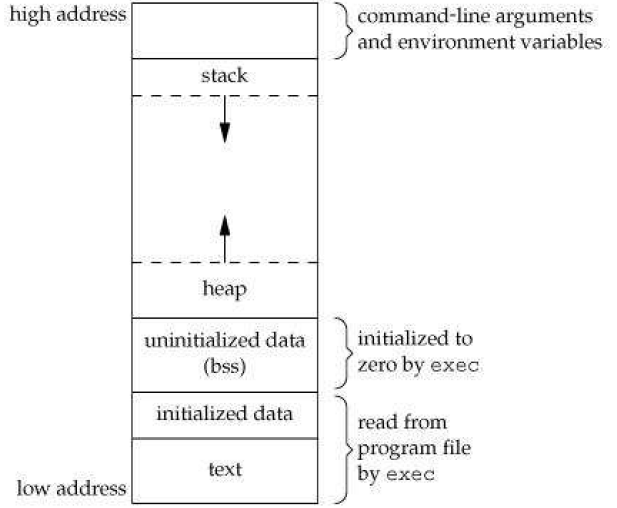 high address
command-line arguments
and environment variables
stack
heap
uninitialized data
(bss)
initialized to
zero by exec
initialized data
read from
program file
by exec
text
low address